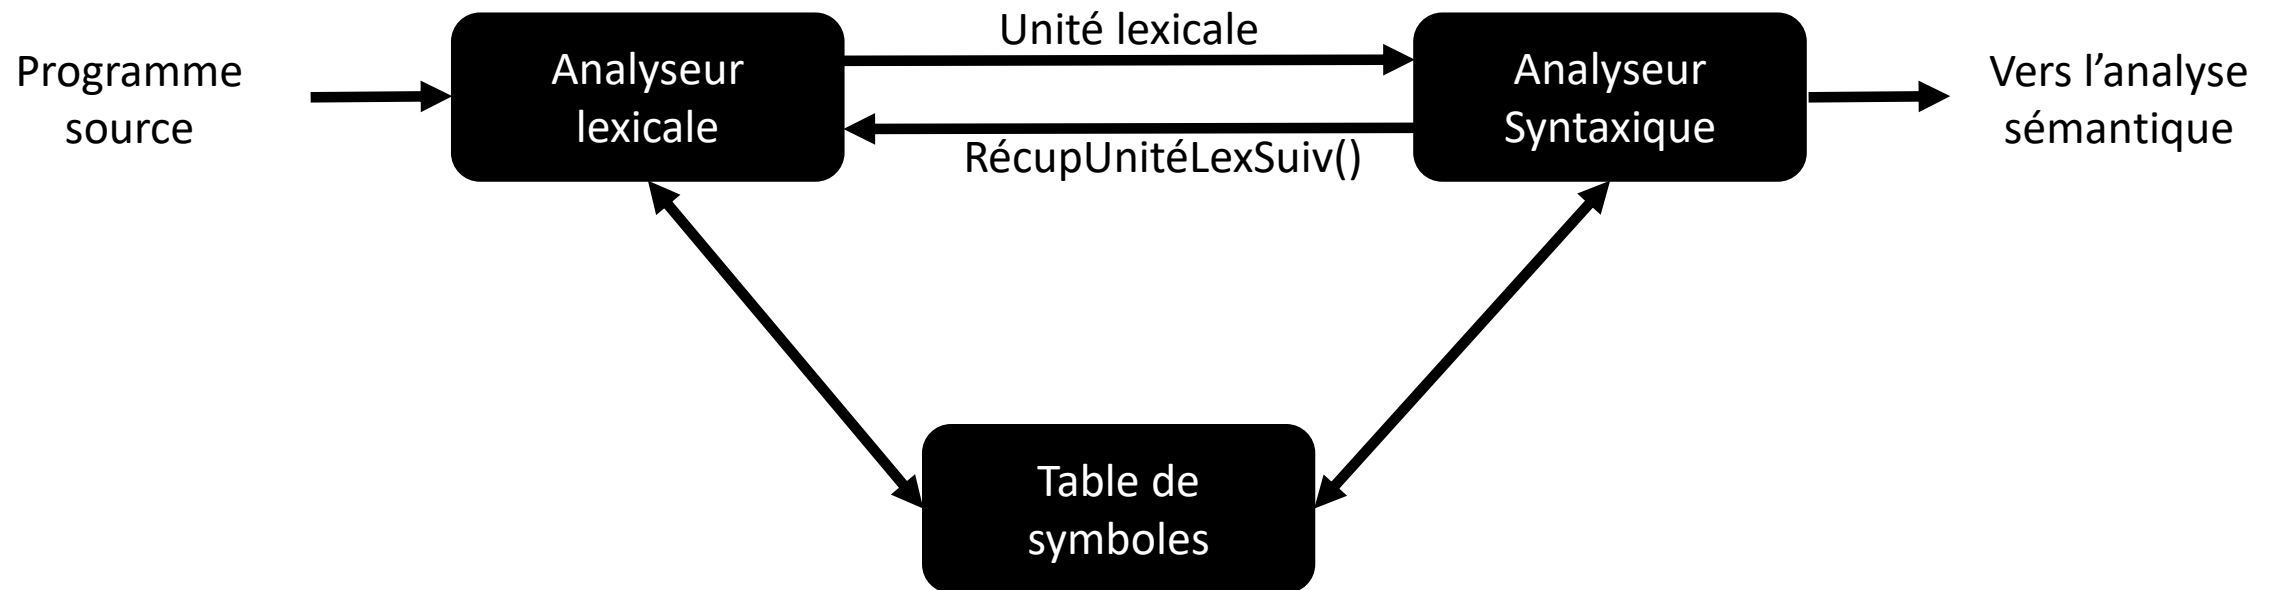 Programme
source
Analyseur
lexicale
Unité lexicale
RécupUnitéLexSuiv()
Analyseur
Syntaxique
Vers l’analyse
sémantique
Table de
symboles